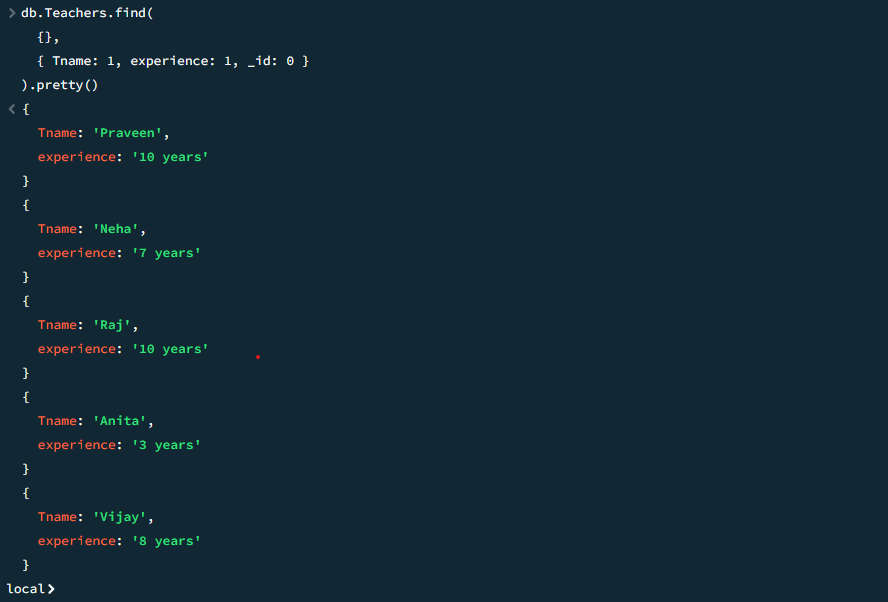 > db.Teachers.find(
{},
{ Tname: 1, experience: 1, _id: 0 }
).pretty()
< {
Tname: 'Praveen',
experience: '10 years'
}
{
Tname: 'Neha',
experience: '7 years'
}
{
Tname: 'Raj',
experience: '10 years'
}
{
Tname: 'Anita',
experience: '3 years'
}
{
Tname: 'Vijay',
experience: '8 years'
}
local>